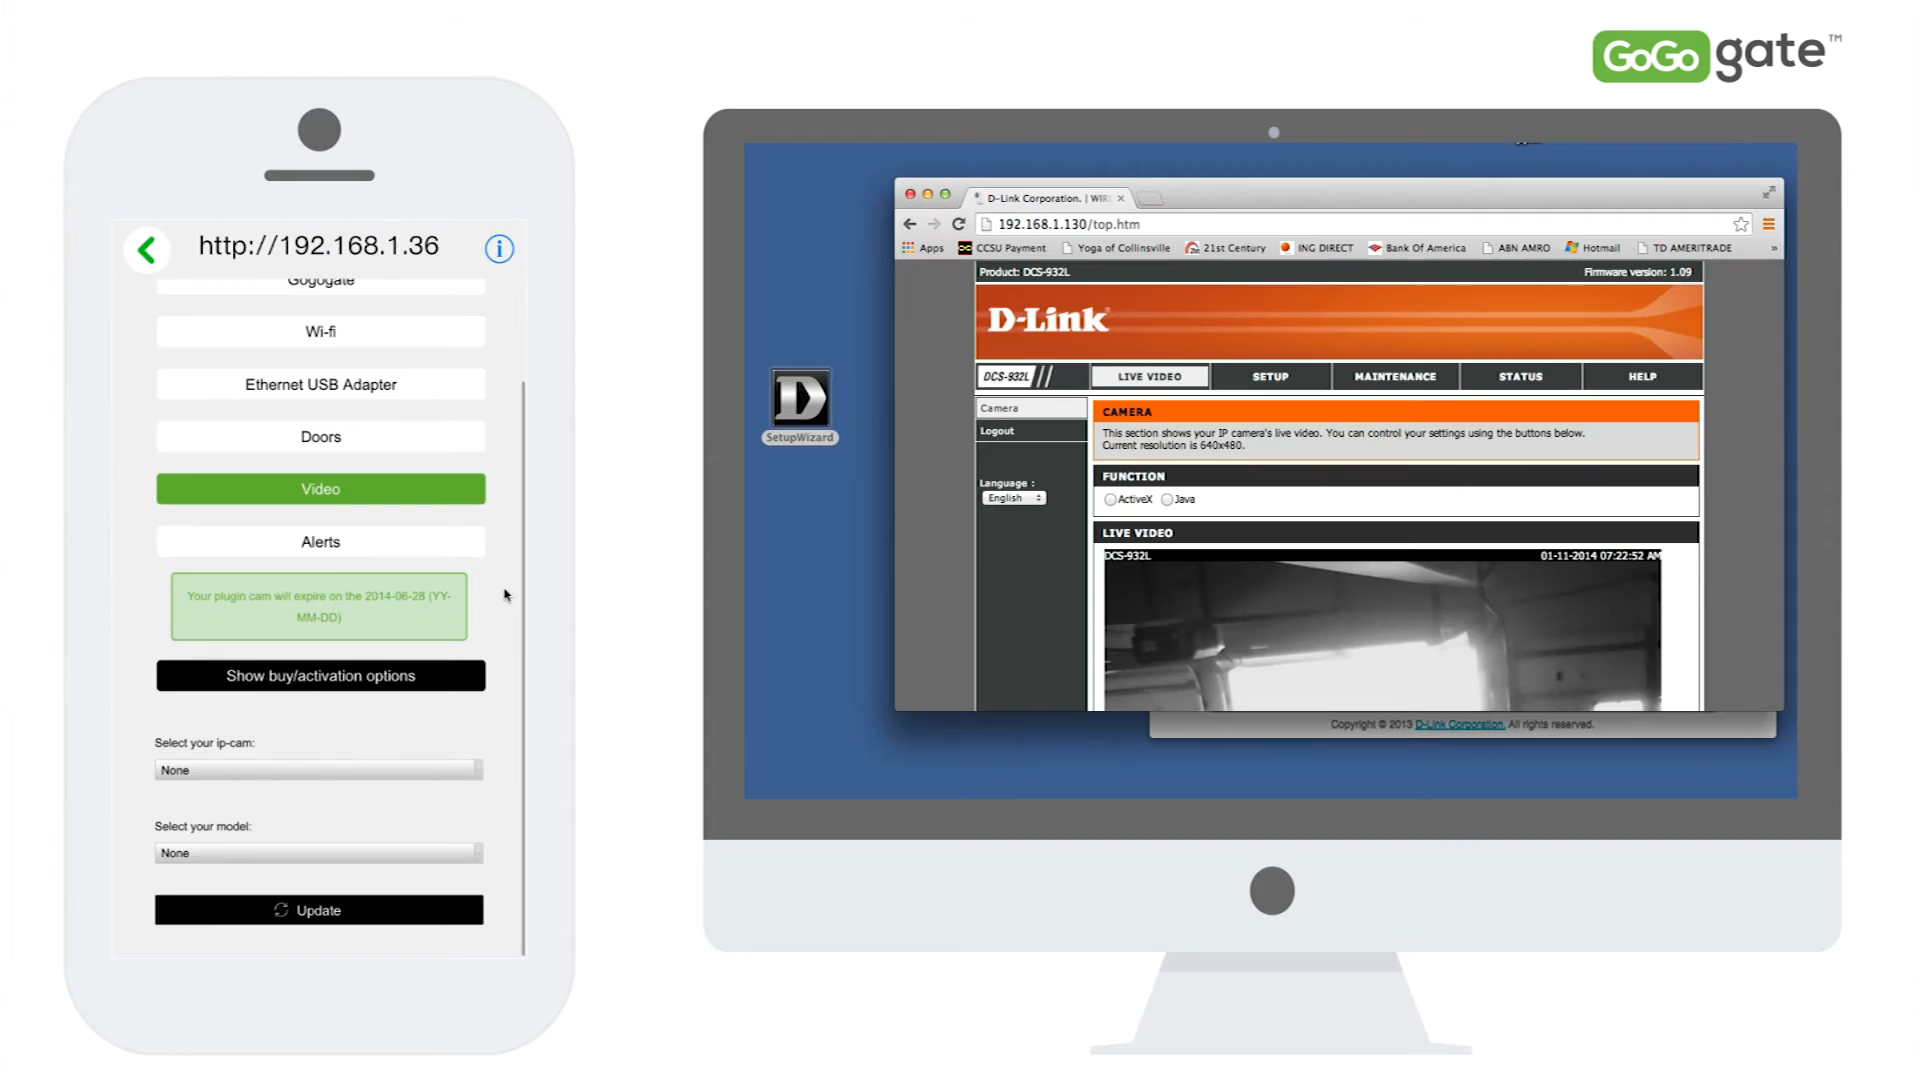 GoGo gate™
http://192.168.1.36
i
Gogogate
Wi-fi
Ethernet USB Adapter
Doors
Video
Alerts
Your plugin cam will expire on the 2014-06-28 (YY-
MM-DD)
Show buy/activation options
Select your ip-cam:
None
Select your model:
None
Update
D
SetupWizard
D-Link Corporation. | WIR
192.168.1.130/top.htm
Apps CCSU Payment Yoga of Collinsville 21st Century ING DIRECT Bank Of America ABN AMRO Hotmail TD AMERITRADE »
Product: DCS-932L Firmware version: 1.09
D-Link
DCS-932L LIVE VIDEO SETUP MAINTENANCE STATUS HELP
Camera
Logout
Language :
English
CAMERA
This section shows your IP camera's live video. You can control your settings using the buttons below.
Current resolution is 640x480.
FUNCTION
ActiveX Java
LIVE VIDEO
DCS-932L 01-11-2014 07:22:52 AM
Copyright © 2013 D-Link Corporation. All rights reserved.